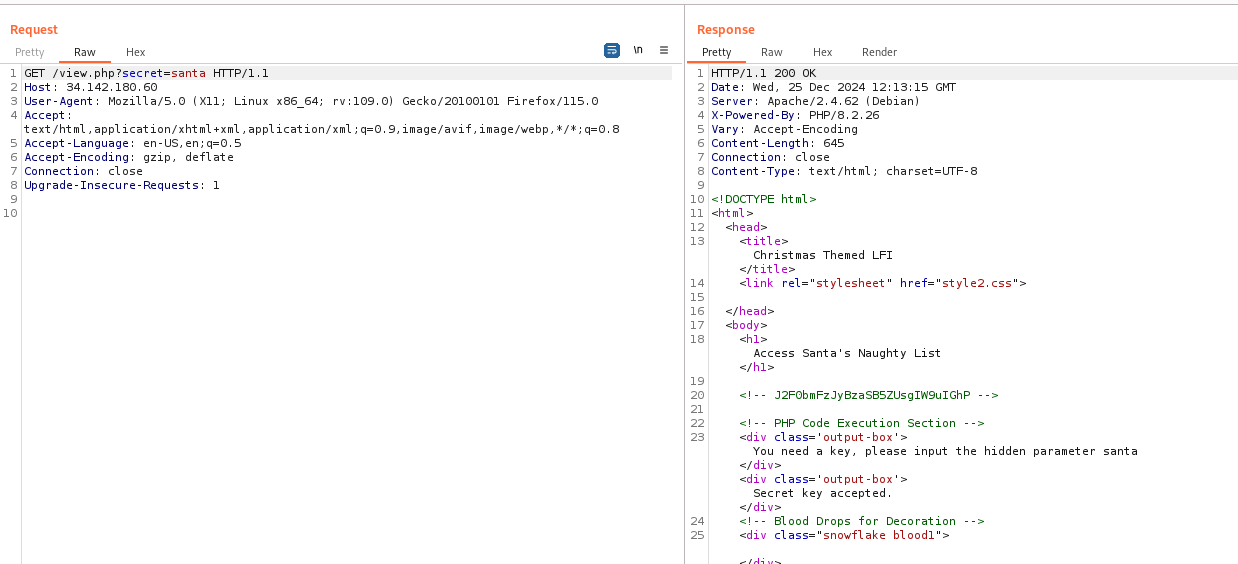 Request
Pretty Raw Hex
\n
1 GET /view.php?secret=santa HTTP/1.1
2 Host: 34.142.180.60
3 User-Agent: Mozilla/5.0 (X11; Linux x86_64; rv:109.0) Gecko/20100101 Firefox/115.0
4 Accept:
text/html,application/xhtml+xml,application/xml;q=0.9,image/avif,image/webp,*/*;q=0.8
5 Accept-Language: en-US,en;q=0.5
6 Accept-Encoding: gzip, deflate
7 Connection: close
8 Upgrade-Insecure-Requests: 1
9
10
Response
Pretty Raw Hex Render
1 HTTP/1.1 200 OK
2 Date: Wed, 25 Dec 2024 12:13:15 GMT
3 Server: Apache/2.4.62 (Debian)
4 X-Powered-By: PHP/8.2.26
5 Vary: Accept-Encoding
6 Content-Length: 645
7 Connection: close
8 Content-Type: text/html; charset=UTF-8
9
10 <!DOCTYPE html>
11 <html>
12 <head>
13 <title>
Christmas Themed LFI
</title>
14 <link rel="stylesheet" href="style2.css">
15
16 </head>
17 <body>
18 <h1>
Access Santa's Naughty List
</h1>
19
20 <!-- J2F0bmFzJyBzaSB5ZUsgIW9uIGhP -->
21
22 <!-- PHP Code Execution Section -->
23 <div class='output-box'>
You need a key, please input the hidden parameter santa
</div>
<div class='output-box'>
Secret key accepted.
</div>
24 <!-- Blood Drops for Decoration -->
25 <div class="snowflake blood1">
</div>